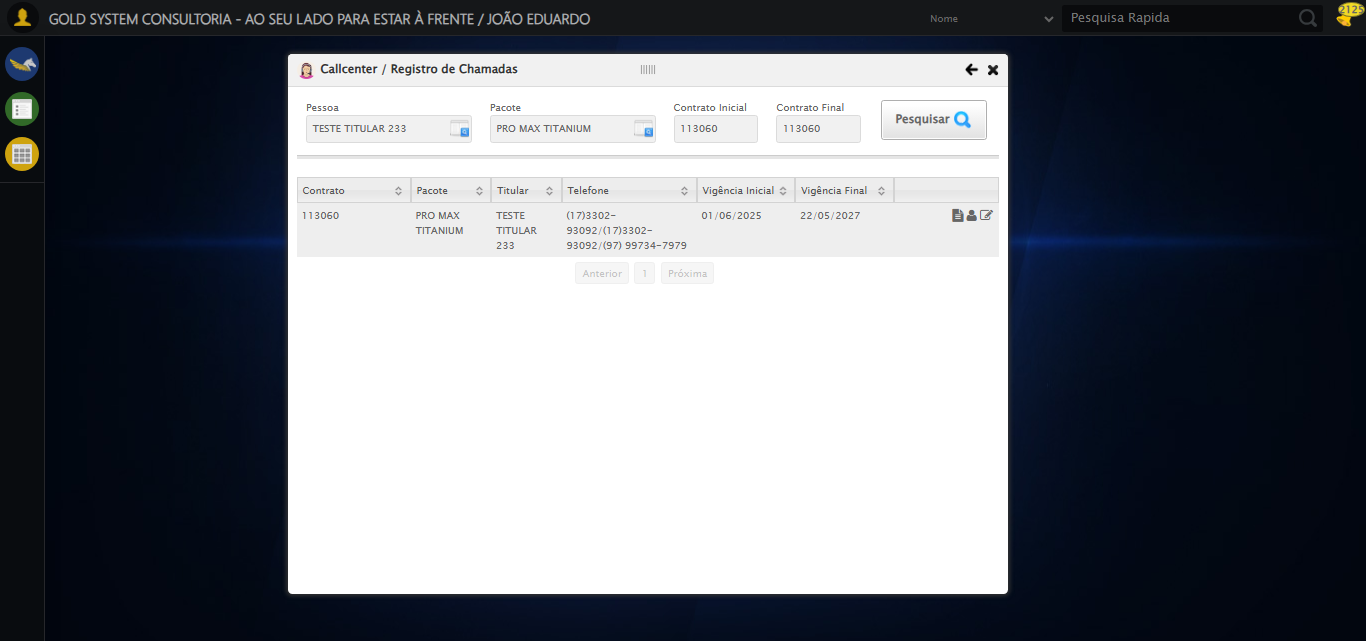 GOLD SYSTEM CONSULTORIA - AO SEU LADO PARA ESTAR À FRENTE / JOÃO EDUARDO
Nome
Pesquisa Rapida
2125
Callcenter / Registro de Chamadas
Pessoa
Pacote
Contrato Inicial
Contrato Final
TESTE TITULAR 233
PRO MAX TITANIUM
113060
113060
Pesquisar
Contrato
Pacote
Titular
Telefone
Vigência Inicial
Vigência Final
113060
PRO MAX
TITANIUM
TESTE
TITULAR
233
(17)3302-
93092/(17)3302-
93092/(97) 99734-7979
01/06/2025
22/05/2027
Anterior
1
Próxima